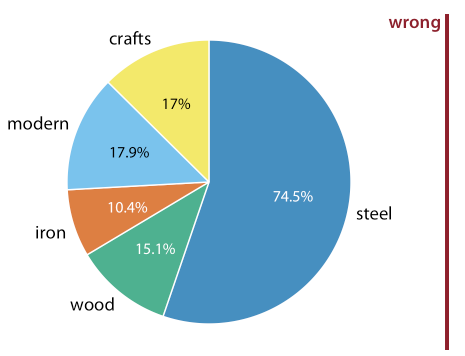 wrong
crafts
17%
modern
17.9%
74.5%
steel
iron
10.4%
wood
15.1%